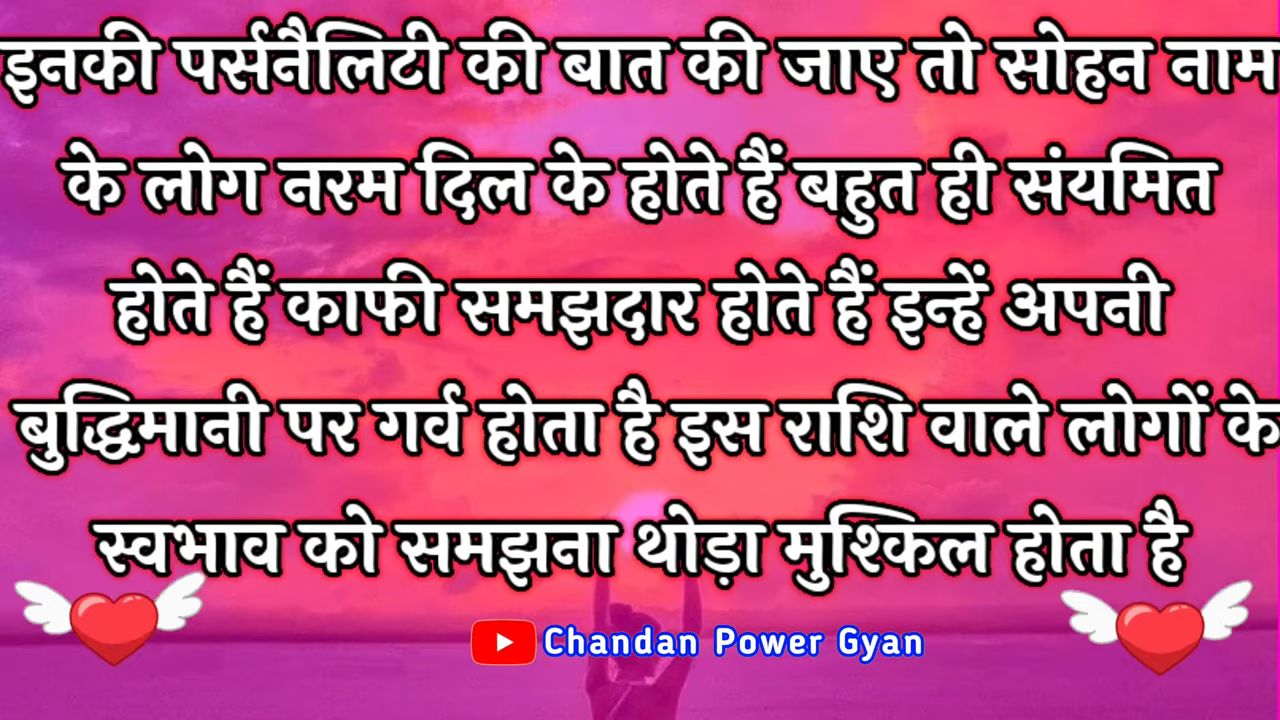 इनकी पर्सनैलिटी की बात की जाए तो सोहन नाम
के लोग नरम दिल के होते हैं बहुत ही संयमित
होते हैं काफी समझदार होते हैं इन्हें अपनी
बुद्धिमानी पर गर्व होता है इस राशि वाले लोगों के
स्वभाव को समझना थोड़ा मुश्किल होता है
Chandan Power Gyan